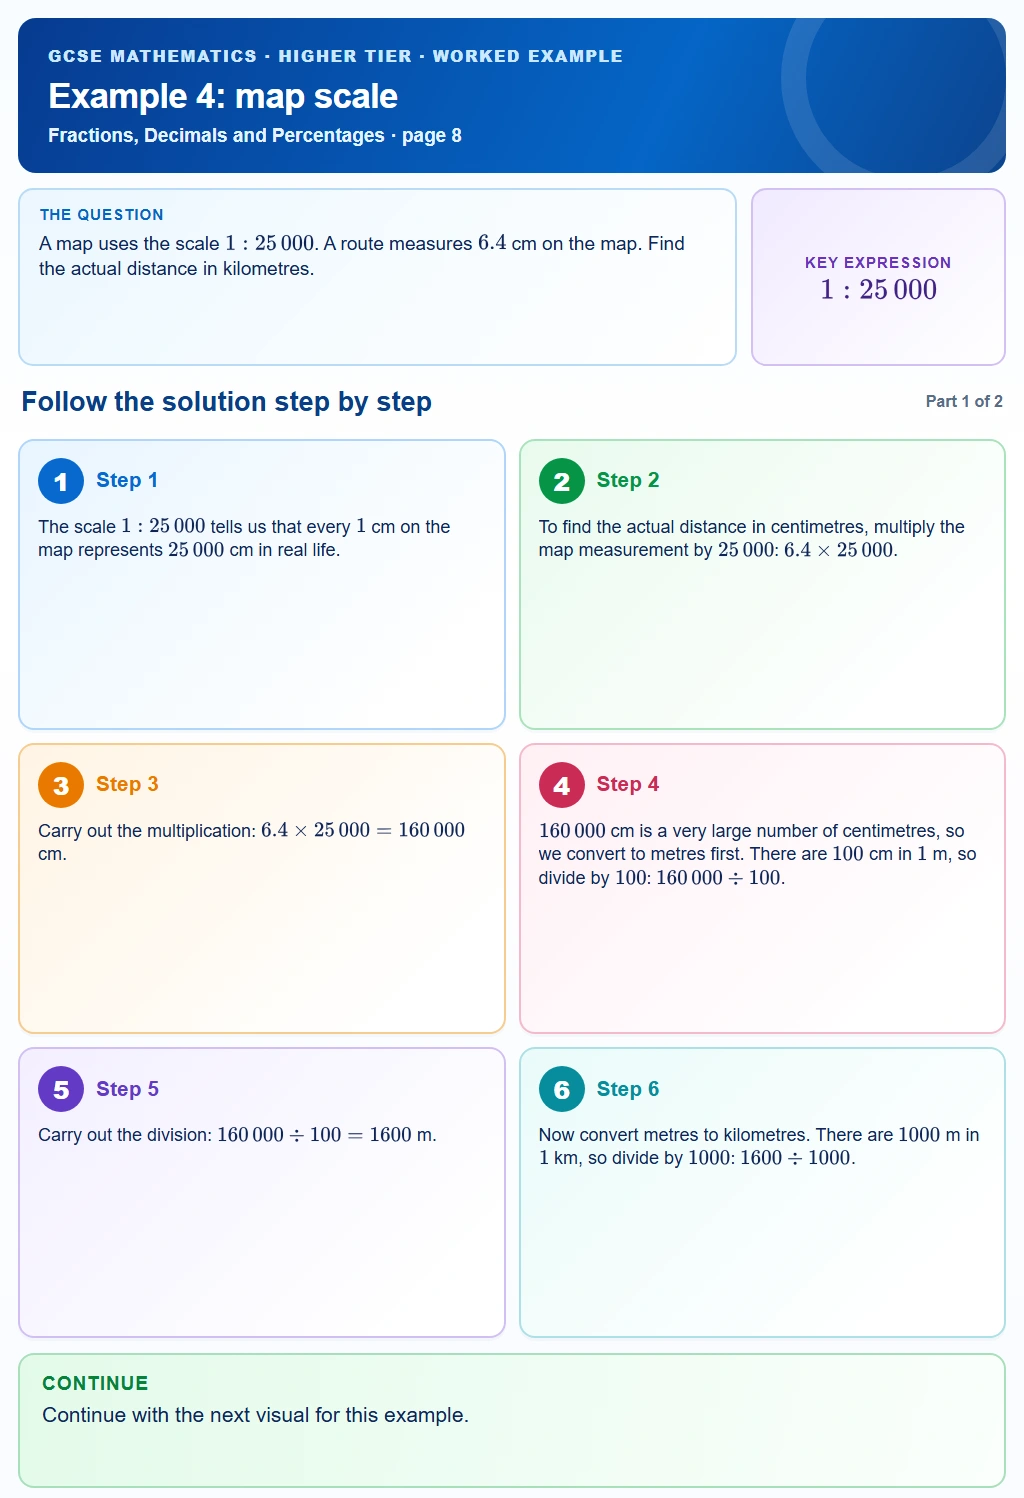 GCSE MATHEMATICS · HIGHER TIER · WORKED EXAMPLE
Example 4: map scale
Fractions, Decimals and Percentages · page 8
THE QUESTION
A map uses the scale 1 : 25 000. A route measures 6.4 cm on the map. Find
the actual distance in kilometres.
KEY EXPRESSION
1 : 25 000
Follow the solution step by step
Part 1 of 2
1 Step 1
The scale 1 : 25 000 tells us that every 1 cm on the
map represents 25 000 cm in real life.
2 Step 2
To find the actual distance in centimetres, multiply the
map measurement by 25 000: 6.4 × 25 000.
3 Step 3
Carry out the multiplication: 6.4 × 25 000 = 160 000
cm.
4 Step 4
160 000 cm is a very large number of centimetres, so
we convert to metres first. There are 100 cm in 1 m, so
divide by 100: 160 000 ÷ 100.
5 Step 5
Carry out the division: 160 000 ÷ 100 = 1600 m.
6 Step 6
Now convert metres to kilometres. There are 1000 m in
1 km, so divide by 1000: 1600 ÷ 1000.
CONTINUE
Continue with the next visual for this example.